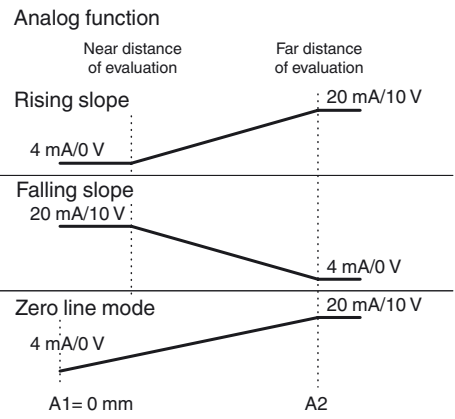 Analog function
Near distance
of evaluation
Far distance
of evaluation
Rising slope
20 mA/10 V
4 mA/0 V
Falling slope
20 mA/10 V
4 mA/0 V
Zero line mode
20 mA/10 V
4 mA/0 V
A1= 0 mm
A2